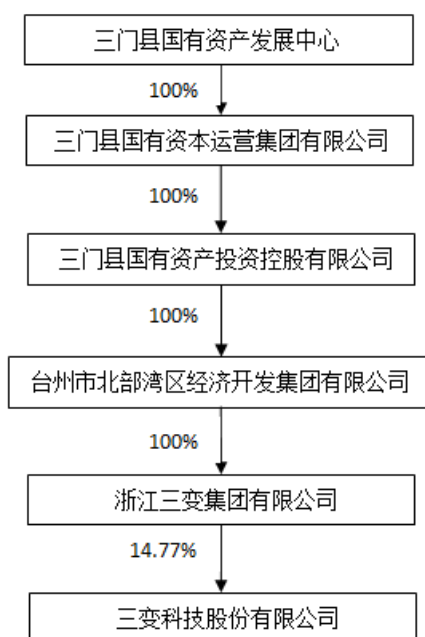 三门县国有资产发展中心
100%
三门县国有资本运营集团有限公司
100%
三门县国有资产投资控股有限公司
100%
台州市北部湾区经济开发集团有限公司
100%
浙江三变集团有限公司
14.77%
三变科技股份有限公司